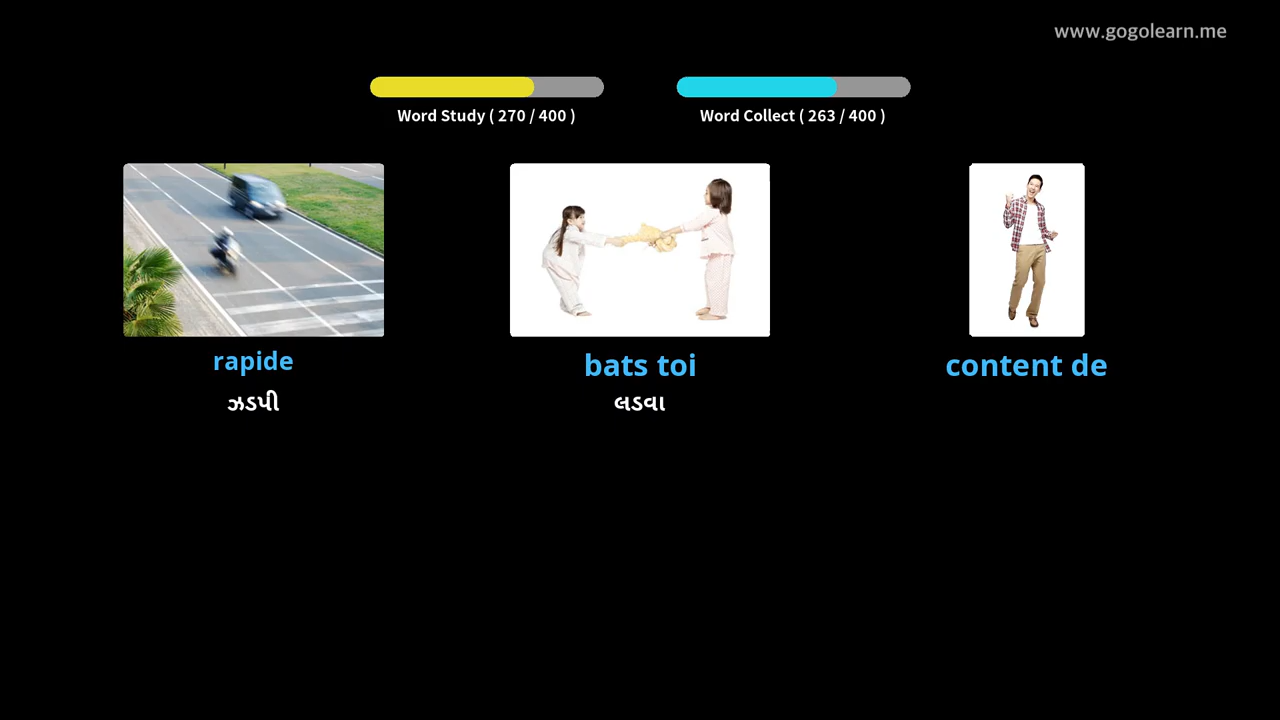 www.gogolearn.me
Word Study ( 270 / 400 )
Word Collect ( 263 / 400 )
rapide
bats toi
content de
ઝડપી
લડવા